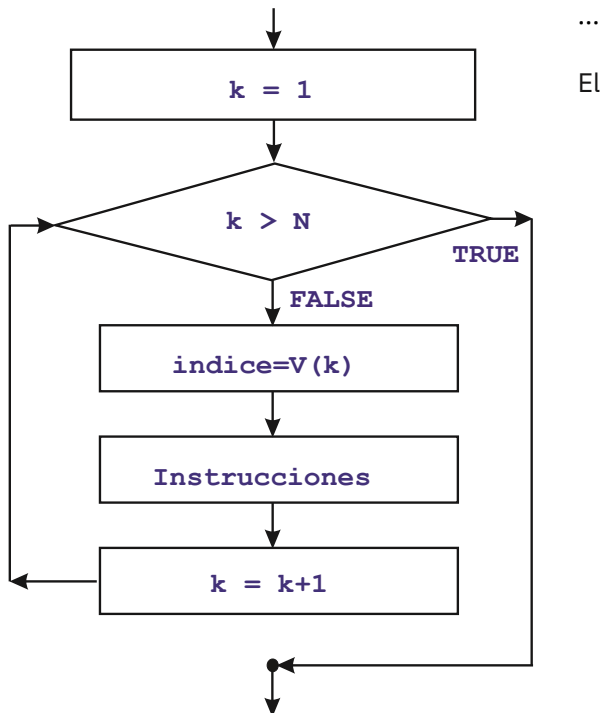 ...
k = 1
El
k > N
TRUE
FALSE
indice=V(k)
Instrucciones
k = k+1